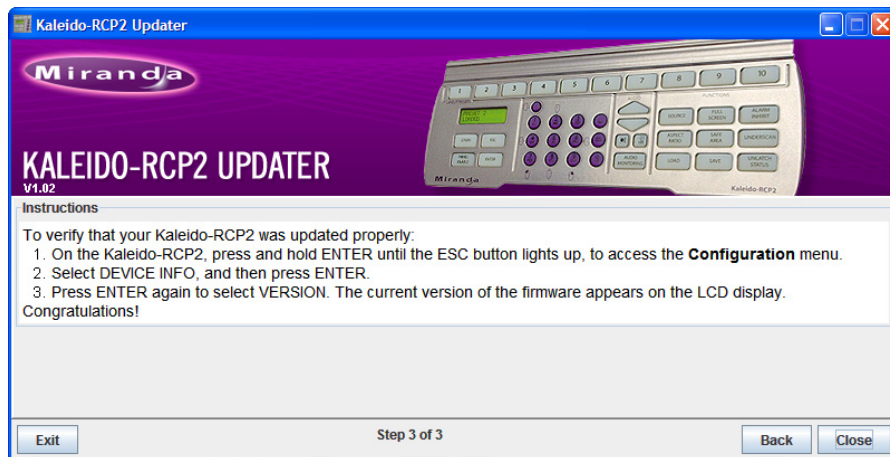 Kaleido-RCP2 Updater
Miranda
1 2 3 4 5 6 7 8 9 10
FUNCTIONS
PRESET 2
LOADED
SOURCE
FULL SCREEN
ALARM INHIBIT
ASPECT RATIO
SAFE AREA
UNDERSCAN
AUDIO MONITORING
LOAD
SAVE
UNLATCH STATUS
Miranda
Kaleido-RCP2
KALEIDO-RCP2 UPDATER
V1.02
Instructions
To verify that your Kaleido-RCP2 was updated properly:
1. On the Kaleido-RCP2, press and hold ENTER until the ESC button lights up, to access the Configuration menu.
2. Select DEVICE INFO, and then press ENTER.
3. Press ENTER again to select VERSION. The current version of the firmware appears on the LCD display.
Congratulations!
Exit
Step 3 of 3
Back
Close